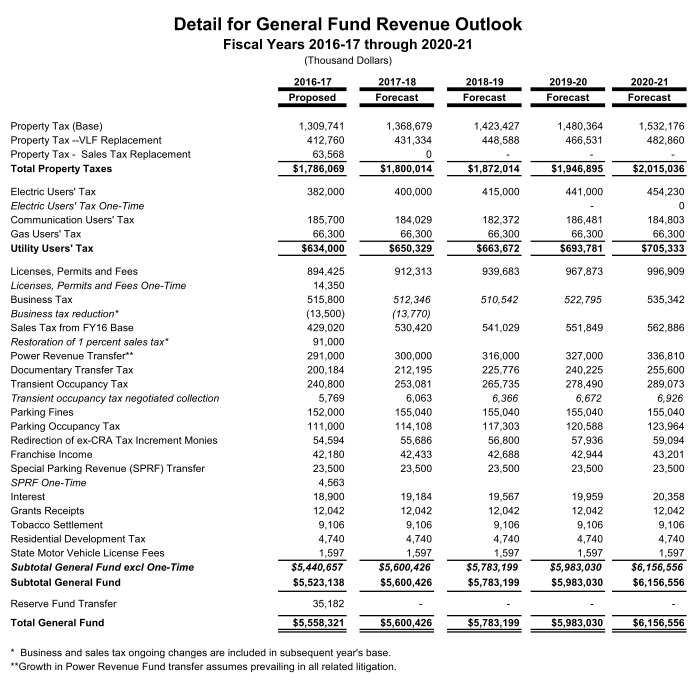 Detail for General Fund Revenue Outlook
Fiscal Years 2016-17 through 2020-21
(Thousand Dollars)
2016-17 2017-18 2018-19 2019-20 2020-21
Proposed Forecast Forecast Forecast Forecast
Property Tax (Base) 1,309,741 1,368,679 1,423,427 1,480,364 1,532,176
Property Tax --VLF Replacement 412,760 431,334 448,588 466,531 482,860
Property Tax - Sales Tax Replacement 63,568 0 - - -
Total Property Taxes $1,786,069 $1,800,014 $1,872,014 $1,946,895 $2,015,036
Electric Users' Tax 382,000 400,000 415,000 441,000 454,230
Electric Users' Tax One-Time - 0
Communication Users' Tax 185,700 184,029 182,372 186,481 184,803
Gas Users' Tax 66,300 66,300 66,300 66,300 66,300
Utility Users' Tax $634,000 $650,329 $663,672 $693,781 $705,333
Licenses, Permits and Fees 894,425 912,313 939,683 967,873 996,909
Licenses, Permits and Fees One-Time 14,350
Business Tax 515,800 512,346 510,542 522,795 535,342
Business tax reduction* (13,500) (13,770)
Sales Tax from FY16 Base 429,020 530,420 541,029 551,849 562,886
Restoration of 1 percent sales tax* 91,000
Power Revenue Transfer** 291,000 300,000 316,000 327,000 336,810
Documentary Transfer Tax 200,184 212,195 225,776 240,225 255,600
Transient Occupancy Tax 240,800 253,081 265,735 278,490 289,073
Transient occupancy tax negotiated collection 5,769 6,063 6,366 6,672 6,926
Parking Fines 152,000 155,040 155,040 155,040 155,040
Parking Occupancy Tax 111,000 114,108 117,303 120,588 123,964
Redirection of ex-CRA Tax Increment Monies 54,594 55,686 56,800 57,936 59,094
Franchise Income 42,180 42,433 42,688 42,944 43,201
Special Parking Revenue (SPRF) Transfer 23,500 23,500 23,500 23,500 23,500
SPRF One-Time 4,563
Interest 18,900 19,184 19,567 19,959 20,358
Grants Receipts 12,042 12,042 12,042 12,042 12,042
Tobacco Settlement 9,106 9,106 9,106 9,106 9,106
Residential Development Tax 4,740 4,740 4,740 4,740 4,740
State Motor Vehicle License Fees 1,597 1,597 1,597 1,597 1,597
Subtotal General Fund excl One-Time $5,440,657 $5,600,426 $5,783,199 $5,983,030 $6,156,556
Subtotal General Fund $5,523,138 $5,600,426 $5,783,199 $5,983,030 $6,156,556
Reserve Fund Transfer 35,182 - - - -
Total General Fund $5,558,321 $5,600,426 $5,783,199 $5,983,030 $6,156,556
* Business and sales tax ongoing changes are included in subsequent year's base.
**Growth in Power Revenue Fund transfer assumes prevailing in all related litigation.